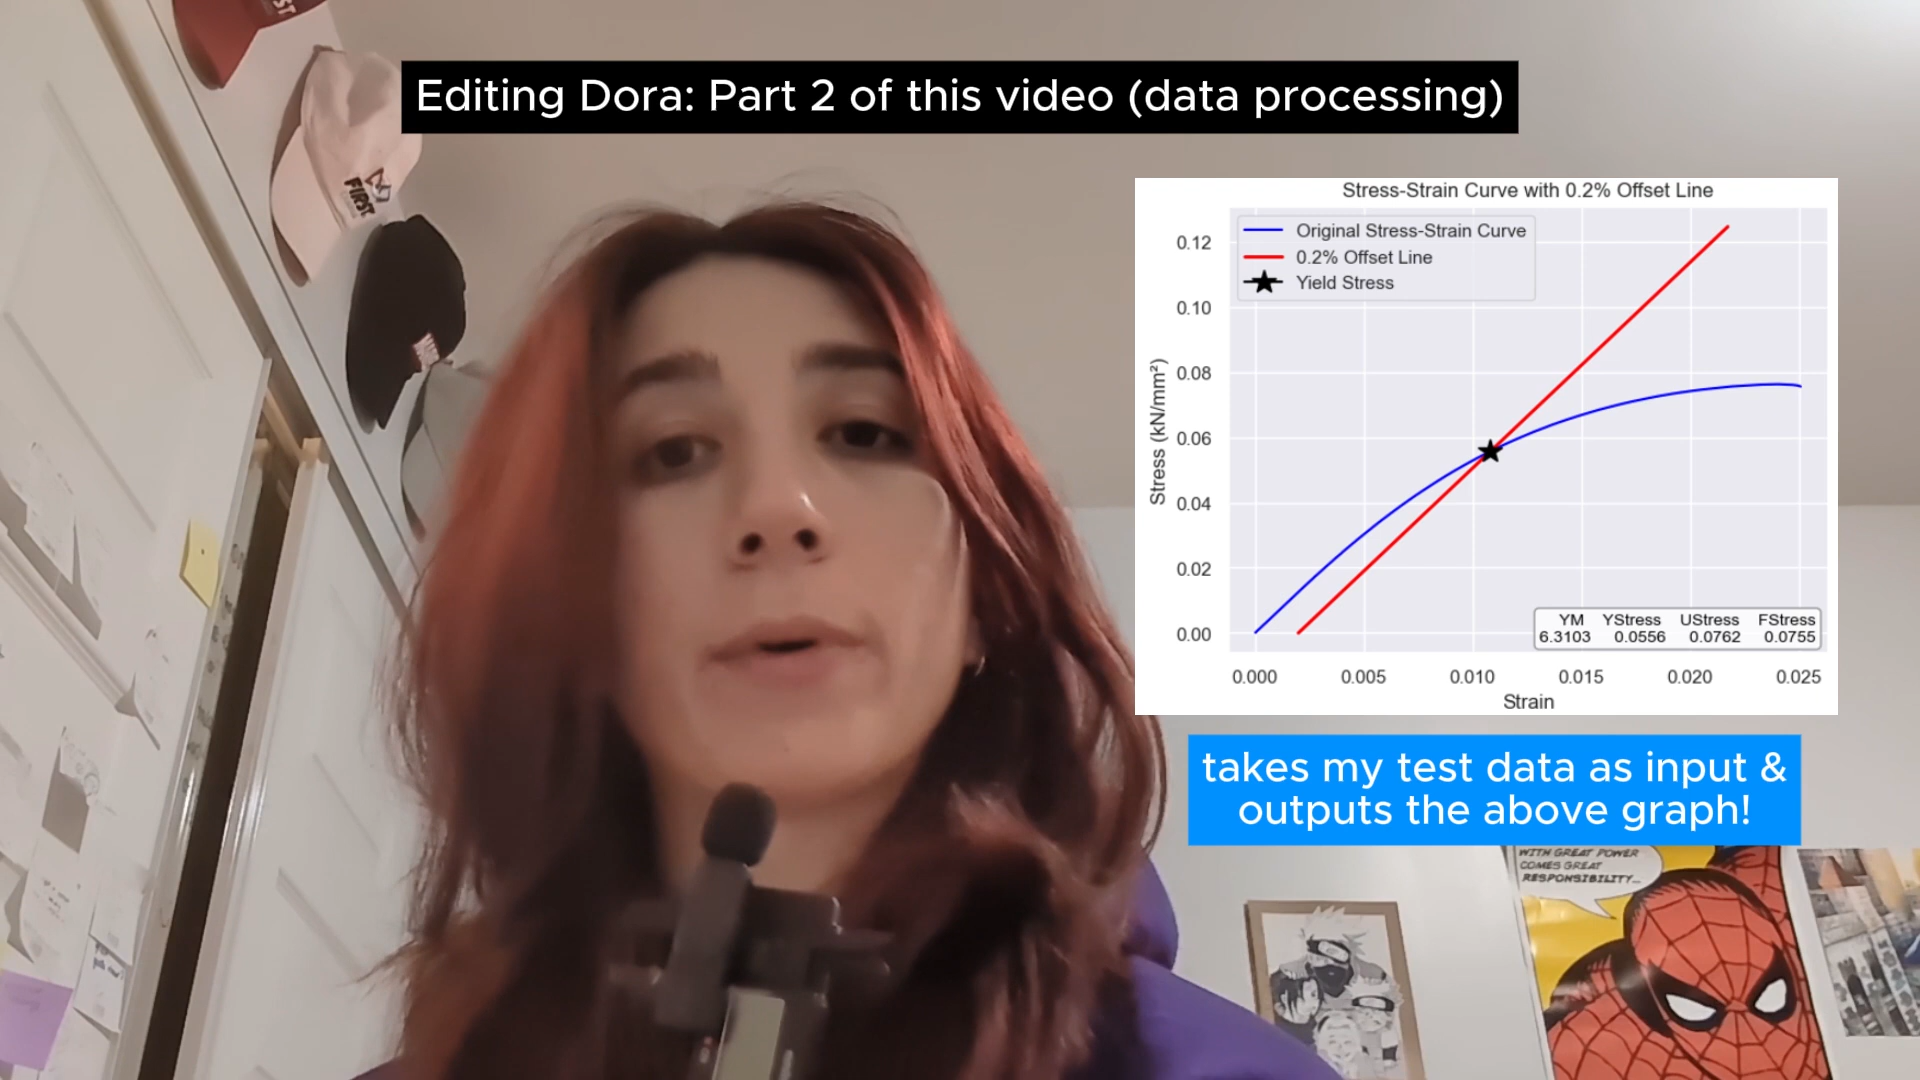 Editing Dora: Part 2 of this video (data processing)
ST
FIRST
Stress-Strain Curve with 0.2% Offset Line
Original Stress-Strain Curve
0.2% Offset Line
Yield Stress
Stress (kN/mm²)
0.12
0.10
0.08
0.06
0.04
0.02
0.00
YM YStress UStress FStress
6.3103 0.0556 0.0762 0.0755
0.000 0.005 0.010 0.015 0.020 0.025
Strain
takes my test data as input &
outputs the above graph!
WITH GREAT POWER
COMES GREAT
RESPONSIBILITY...